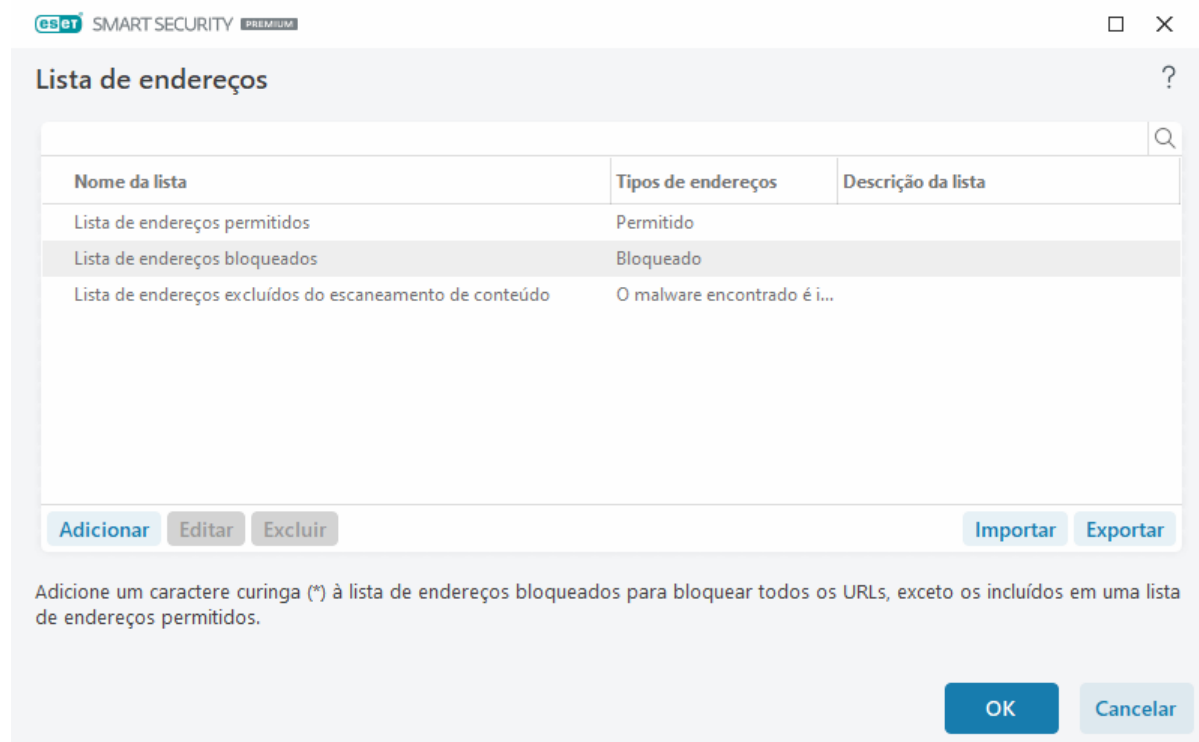 eset SMART SECURITY PREMIUM
Lista de endereços
?
Nome da lista Tipos de endereços Descrição da lista
Lista de endereços permitidos Permitido
Lista de endereços bloqueados Bloqueado
Lista de endereços excluídos do escaneamento de conteúdo O malware encontrado é i...
Adicionar Editar Excluir Importar Exportar
Adicione um caractere curinga (*) à lista de endereços bloqueados para bloquear todos os URLs, exceto os incluídos em uma lista
de endereços permitidos.
OK Cancelar